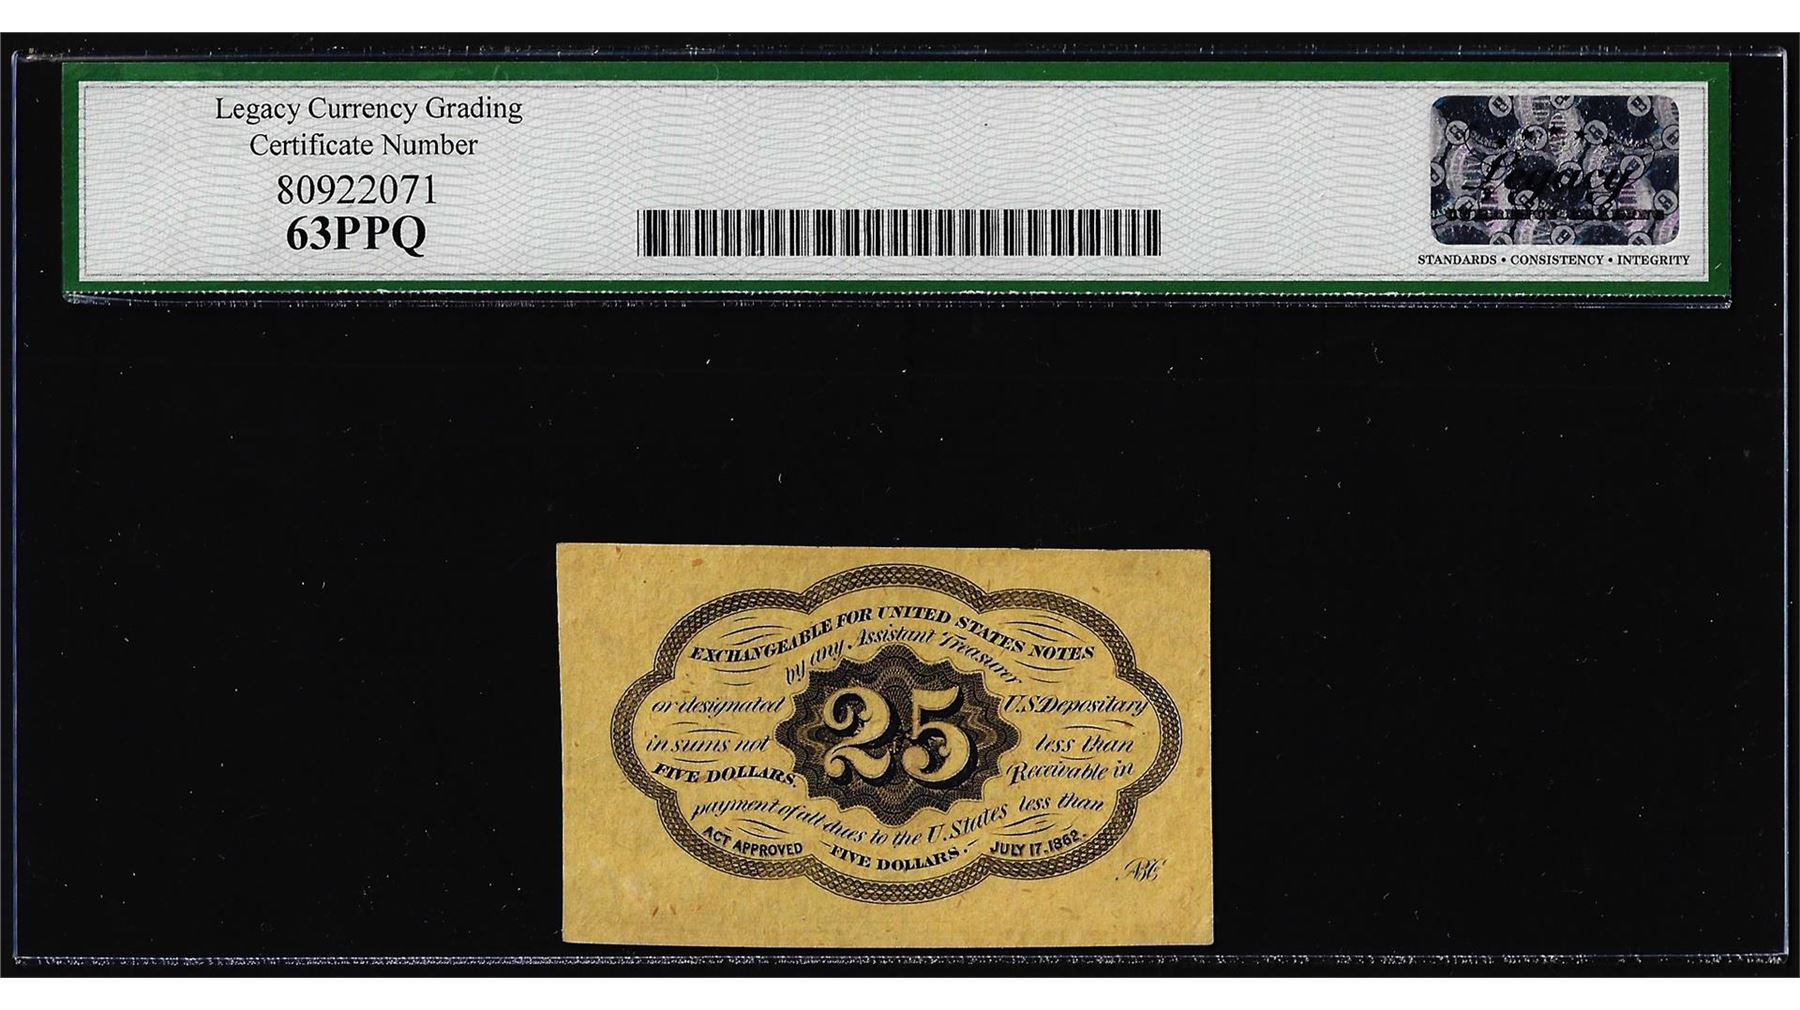 Legacy Currency Grading
Certificate Number
80922071
63PPQ
Legacy
STANDARDS • CONSISTENCY • INTEGRITY
EXCHANGEABLE FOR UNITED STATES NOTES
by any Assistant Treasurer
or designated U.S. Depositary
in sums not less than
FIVE DOLLARS. Receivable in
payment of all dues to the U. States less than
FIVE DOLLARS.
25
ACT APPROVED JULY 17. 1862.
ABC